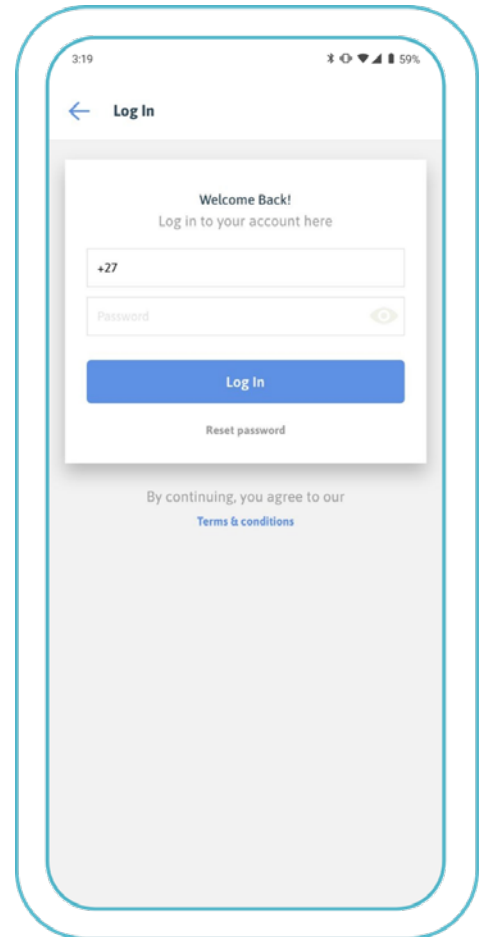 3:19
59%
Log In
Welcome Back!
Log in to your account here
+27
Password
Log In
Reset password
By continuing, you agree to our
Terms & conditions